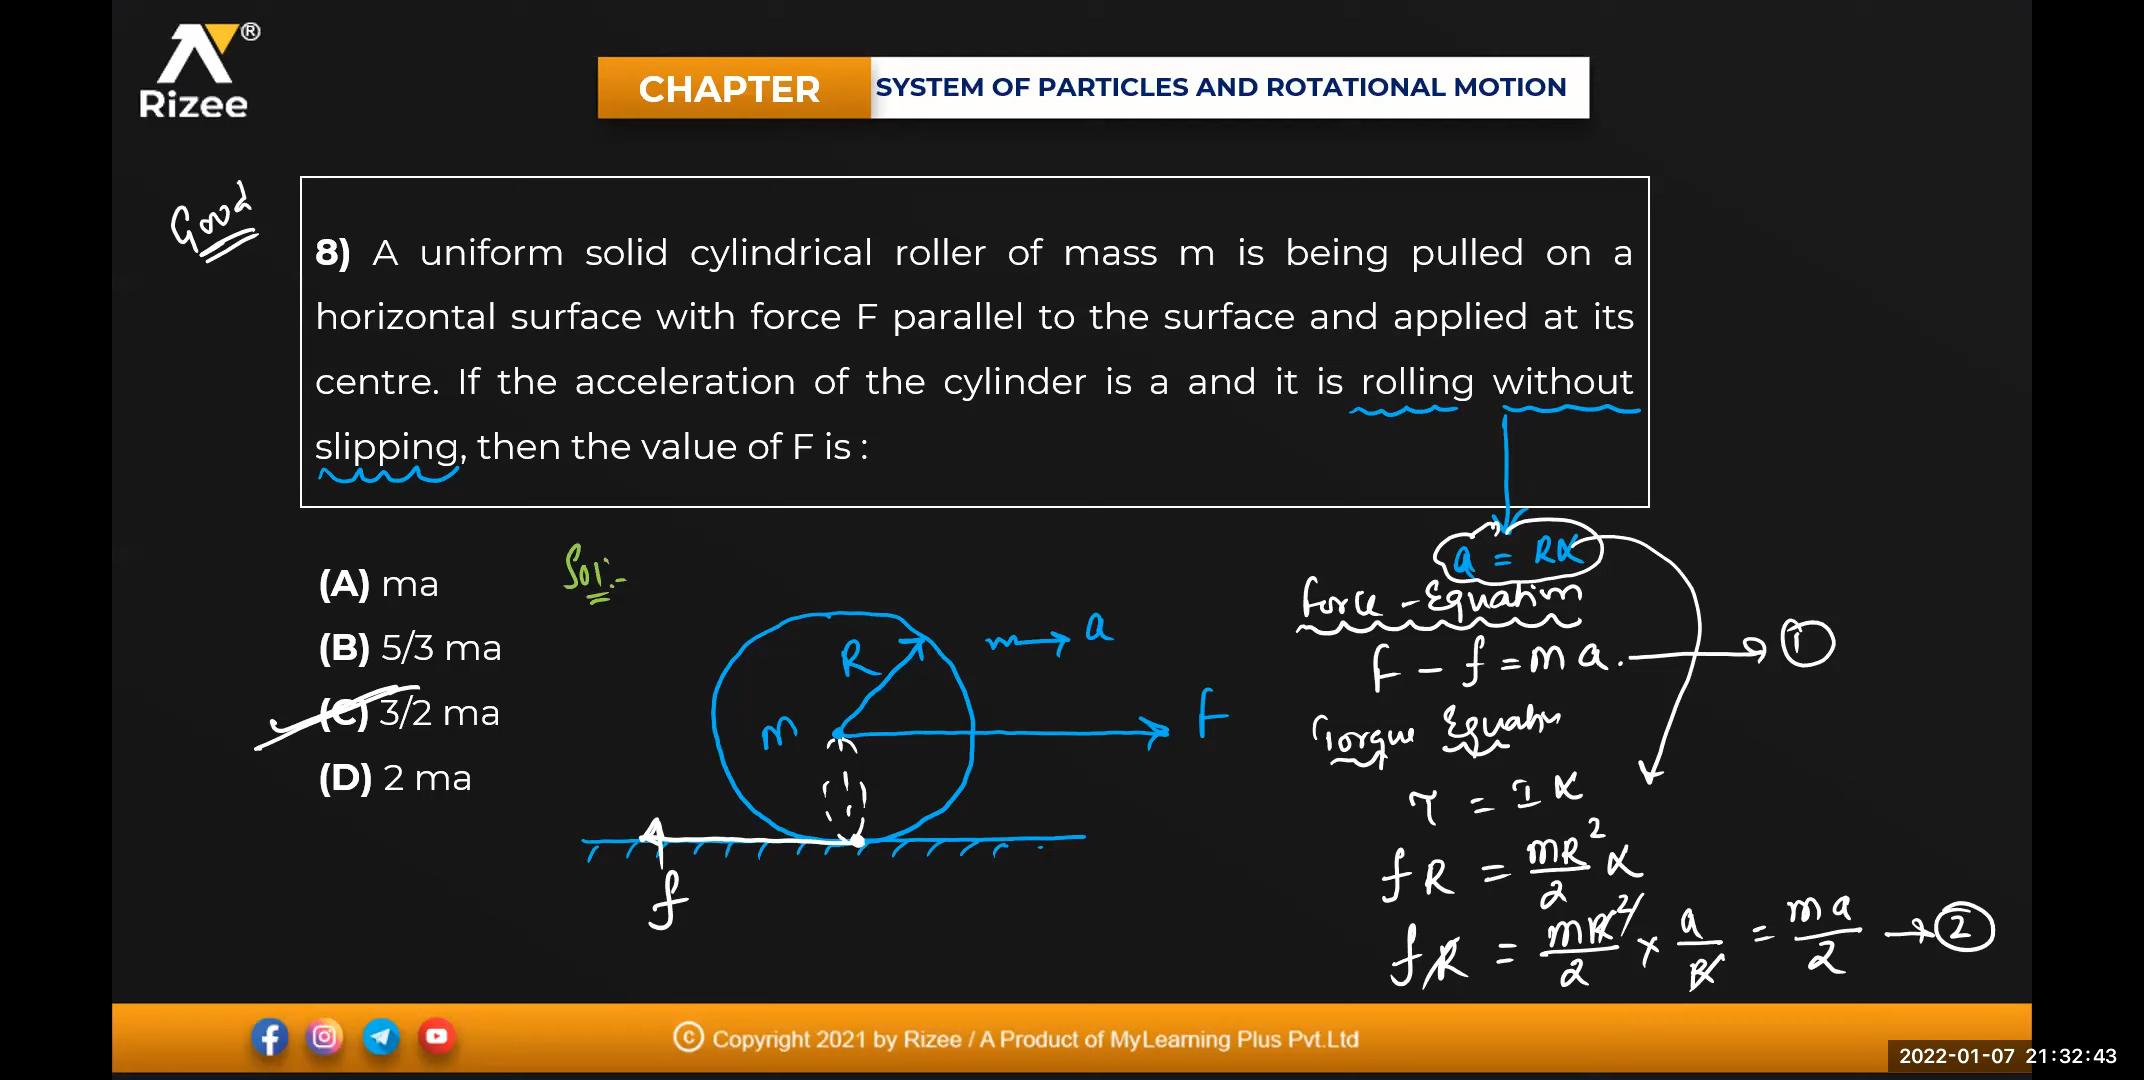 Rizee ®
CHAPTER SYSTEM OF PARTICLES AND ROTATIONAL MOTION
Good
8) A uniform solid cylindrical roller of mass m is being pulled on a
horizontal surface with force F parallel to the surface and applied at its
centre. If the acceleration of the cylinder is a and it is rolling without
slipping, then the value of F is :
(A) ma
(B) 5/3 ma
(C) 3/2 ma
(D) 2 ma
Sol:-
R
m → a
m
F
f
a = Rα
Force - Equation
F - f = ma. → ①
Torque Equatin
τ = I α
f R = mR²/2 α
f R = mR²/2 × a/R = ma/2 → ②
© Copyright 2021 by Rizee / A Product of MyLearning Plus Pvt.Ltd
2022-01-07 21:32:43